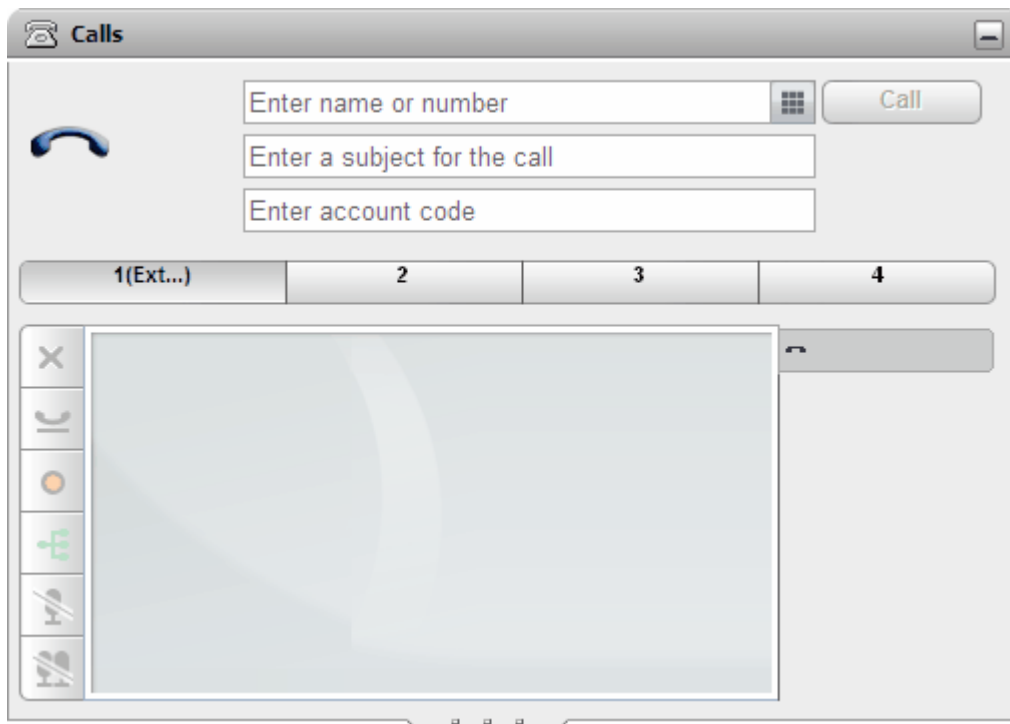 Calls
Enter name or number
Call
Enter a subject for the call
Enter account code
1(Ext...) 2 3 4